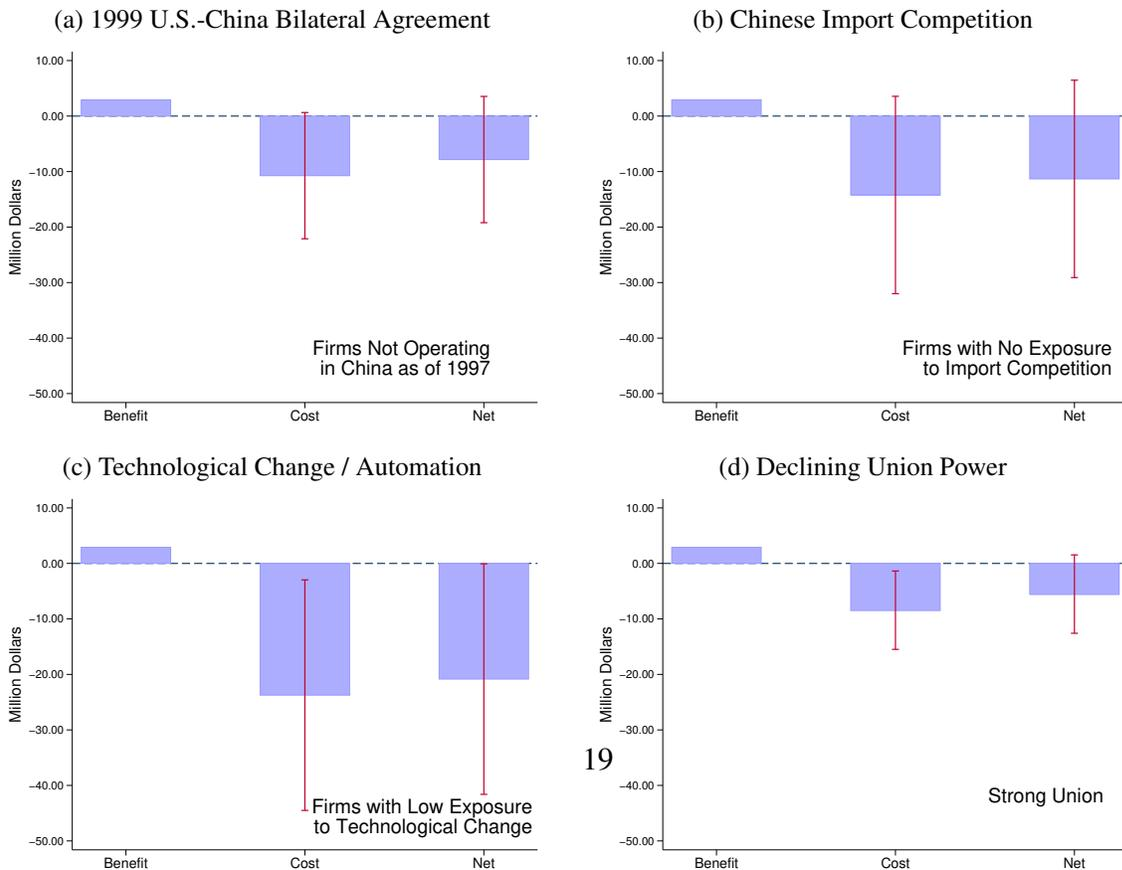 (a) 1999 U.S.-China Bilateral Agreement
10.00
0.00
−10.00
−20.00
−30.00
−40.00
−50.00
Million Dollars
Firms Not Operating
in China as of 1997
Benefit
Cost
Net
(b) Chinese Import Competition
10.00
0.00
−10.00
−20.00
−30.00
−40.00
−50.00
Million Dollars
Firms with No Exposure
to Import Competition
Benefit
Cost
Net
(c) Technological Change / Automation
10.00
0.00
−10.00
−20.00
−30.00
−40.00
−50.00
Million Dollars
Firms with Low Exposure
to Technological Change
Benefit
Cost
Net
(d) Declining Union Power
10.00
0.00
−10.00
−20.00
−30.00
−40.00
−50.00
Million Dollars
Strong Union
Benefit
Cost
Net
19